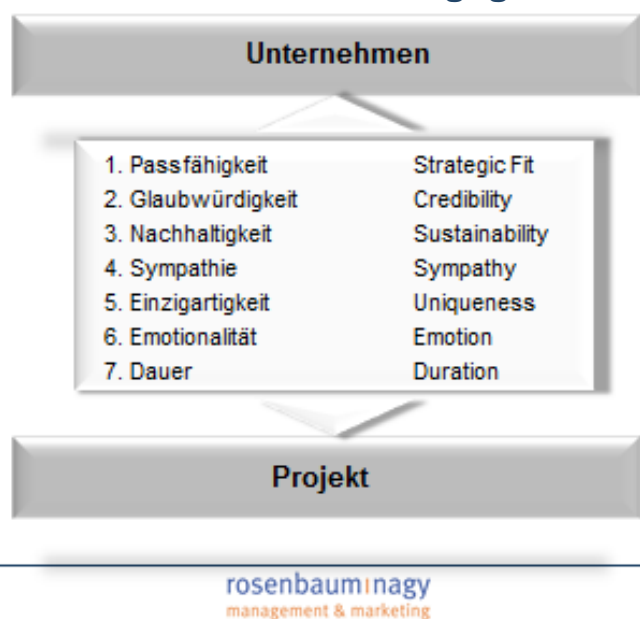 Unternehmen
1. Passfähigkeit Strategic Fit
2. Glaubwürdigkeit Credibility
3. Nachhaltigkeit Sustainability
4. Sympathie Sympathy
5. Einzigartigkeit Uniqueness
6. Emotionalität Emotion
7. Dauer Duration
Projekt
rosenbaum|nagy
management & marketing